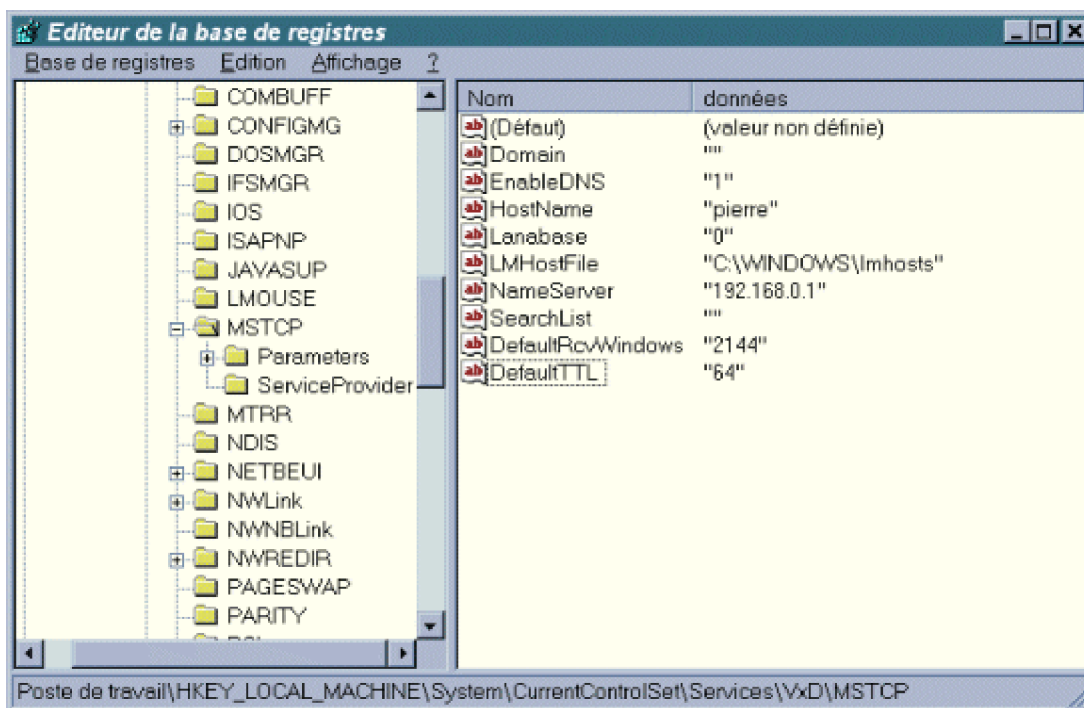 Editeur de la base de registres
Base de registres Edition Affichage ?
COMBUFF
CONFIGMG
DOSMGR
IFSMGR
IOS
ISAPNP
JAVASUP
LMOUSE
MSTCP
Parameters
ServiceProvider
MTRR
NDIS
NETBEUI
NWLink
NWNBLink
NWREDIR
PAGESWAP
PARITY
Nom données
(Défaut) (valeur non définie)
Domain ""
EnableDNS "1"
HostName "pierre"
Lanabase "0"
LMHostFile "C:\WINDOWS\lmhosts"
NameServer "192.168.0.1"
SearchList ""
DefaultRcvWindows "2144"
DefaultTTL "64"
Poste de travail\HKEY_LOCAL_MACHINE\System\CurrentControlSet\Services\VxD\MSTCP